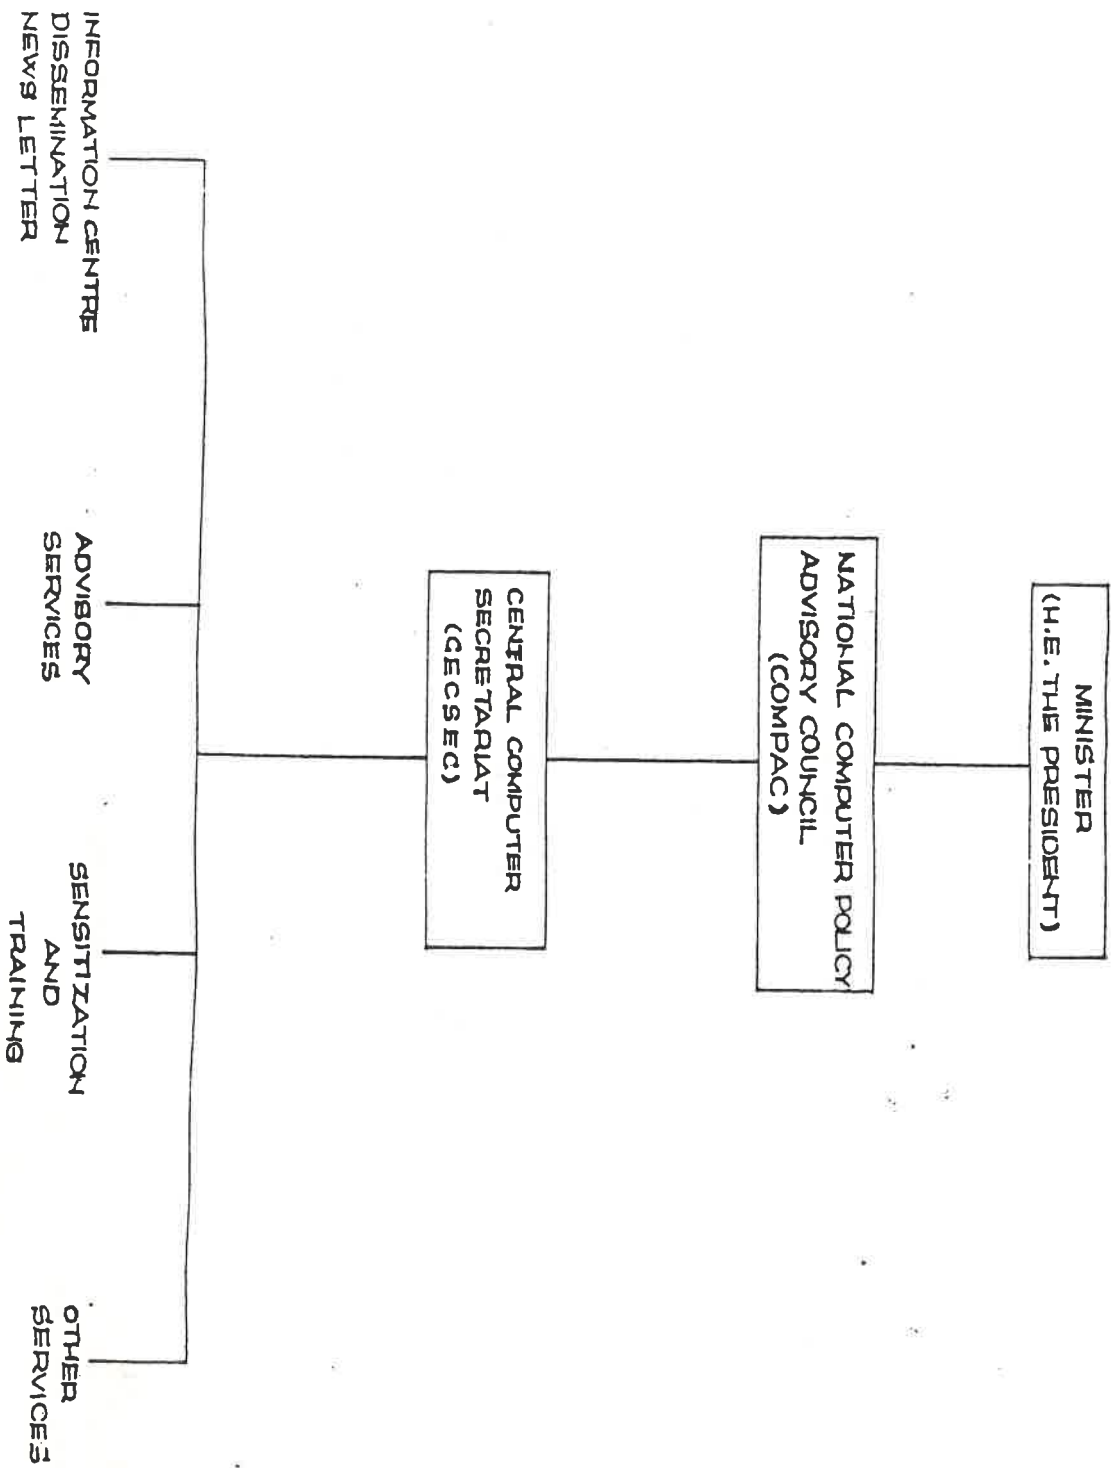 MINISTER
(H.E. THE PRESIDENT)
NATIONAL COMPUTER POLICY
ADVISORY COUNCIL
(COMPAC)
CENTRAL COMPUTER
SECRETARIAT
(CECSEC)
INFORMATION CENTRE
DISSEMINATION
NEWS LETTER
ADVISORY
SERVICES
SENSITIZATION
AND
TRAINING
OTHER
SERVICES